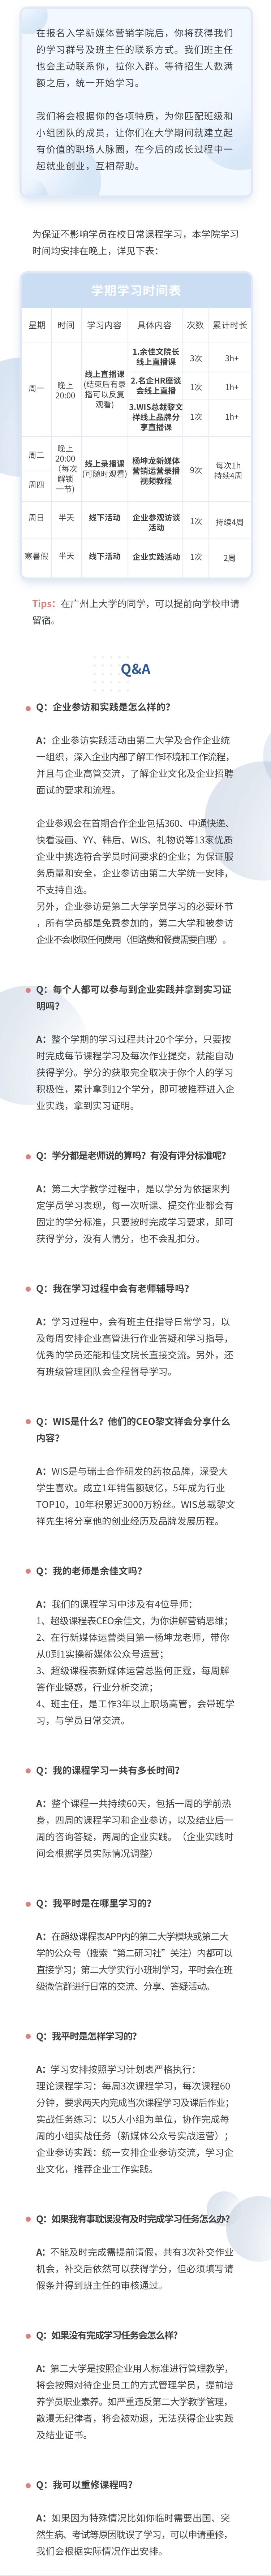 在报名入学新媒体营销学院后，你将获得我们
的学习群号及班主任的联系方式。我们班主任
也会主动联系你，拉你入群。等待招生人数满
额之后，统一开始学习。
我们将会根据你的各项特质，为你匹配班级和
小组团队的成员，让你们在大学期间就建立起
有价值的职场人脉圈，在今后的成长过程中一
起就业创业，互相帮助。
为保证不影响学员在校日常课程学习，本学院学习
时间均安排在晚上，详见下表：
学期学习时间表
星期 时间 学习内容 具体内容 次数 累计时长
周一
晚上
20:00
线上直播课
(结束后有录
播可以反复
观看)
1.余佳文院长
线上直播课
3次 3h+
2.名企HR座谈
会线上直播
1次 1h+
3.WIS总裁黎文
祥线上品牌分
享直播课
1次 1h+
周二
周四
晚上
20:00
（每次
解锁
一节)
线上录播课
(可随时观看)
杨坤龙新媒体
营销运营录播
视频教程
9次
每次1h
持续4周
周日 半天 线下活动
企业参观访谈
活动
1次 持续4周
寒暑假 半天 线下活动 企业实践活动 1次 2周
Tips：在广州上大学的同学，可以提前向学校申请
留宿。
Q&A
Q：企业参访和实践是怎么样的？
A：企业参访实践活动由第二大学及合作企业统
一组织，深入企业内部了解工作环境和工作流程，
并且与企业高管交流，了解企业文化及企业招聘
面试的要求和流程。
企业参观会在首期合作企业包括360、中通快递、
快看漫画、YY、韩后、WIS、礼物说等13家优质
企业中挑选符合学员时间要求的企业；为保证服
务质量和安全，企业参访由第二大学统一安排，
不支持自选。
另外，企业参访是第二大学学员学习的必要环节
，所有学员都是免费参加的，第二大学和被参访
企业不会收取任何费用（但路费和餐费需要自理）。
Q：每个人都可以参与到企业实践并拿到实习证
明吗？
A：整个学期的学习过程共计20个学分，只要按
时完成每节课程学习及每次作业提交，就能自动
获得学分。学分的获取完全取决于你个人的学习
积极性，累计拿到12个学分，即可被推荐进入企
业实践，拿到实习证明。
Q：学分都是老师说的算吗？有没有评分标准呢？
A：第二大学教学过程中，是以学分为依据来判
定学员学习表现，每一次听课、提交作业都会有
固定的学分标准，只要按时完成学习要求，即可
获得学分，没有人情分，也不会乱扣分。
Q：我在学习过程中会有老师辅导吗？
A：学习过程中，会有班主任指导日常学习，以
及每周安排企业高管进行作业答疑和学习指导，
优秀的学员还能和佳文院长直接交流。另外，还
有班级管理团队会全程督导学习。
Q：WIS是什么？他们的CEO黎文祥会分享什么
内容？
A：WIS是与瑞士合作研发的药妆品牌，深受大
学生喜欢。成立1年销售额破亿，5年成为行业
TOP10，10年积累近3000万粉丝。WIS总裁黎文
祥先生将分享他的创业经历及品牌发展历程。
Q：我的老师是余佳文吗？
A：我们的课程学习中涉及有4位导师：
1、超级课程表CEO余佳文，为你讲解营销思维；
2、在行新媒体运营类目第一杨坤龙老师，带你
从0到1实操新媒体公众号运营；
3、超级课程表新媒体运营总监何正霆，每周解
答作业疑惑，行业分析交流；
4、班主任，是工作3年以上职场高管，会带班学
习，与学员日常交流。
Q：我的课程学习一共有多长时间？
A：整个课程一共持续60天，包括一周的学前热
身，四周的课程学习和企业参访，以及结业后一
周的咨询答疑，两周的企业实践。（企业实践时
间会根据学员实际情况调整）
Q：我平时是在哪里学习的？
A：在超级课程表APP内的第二大学模块或第二大
学的公众号（搜索“第二研习社”关注）内都可以
直接学习；第二大学实行小班制学习，平时会在班
级微信群进行日常的交流、分享、答疑活动。
Q：我平时是怎样学习的？
A：学习安排按照学习计划表严格执行：
理论课程学习：每周3次课程学习，每次课程60
分钟，要求两天内完成当次课程学习及课后作业；
实战任务练习：以5人小组为单位，协作完成每
周的小组实战任务（新媒体公众号实战运营）；
企业参访实践：统一安排企业参访交流，学习企
业文化，推荐企业工作实践。
Q：如果我有事耽误没有及时完成学习任务怎么办？
A：不能及时完成需提前请假，共有3次补交作业
机会，补交后依然可以获得学分，但必须填写请
假条并得到班主任的审核通过。
Q：如果没有完成学习任务会怎么样？
A：第二大学是按照企业用人标准进行管理教学，
将会按照对待企业员工的方式管理学员，提前培
养学员职业素养。如严重违反第二大学教学管理，
散漫无纪律者，将会被劝退，无法获得企业实践
及结业证书。
Q：我可以重修课程吗？
A：如果因为特殊情况比如你临时需要出国、突
然生病、考试等原因耽误了学习，可以申请重修，
我们会根据实际情况作出安排。